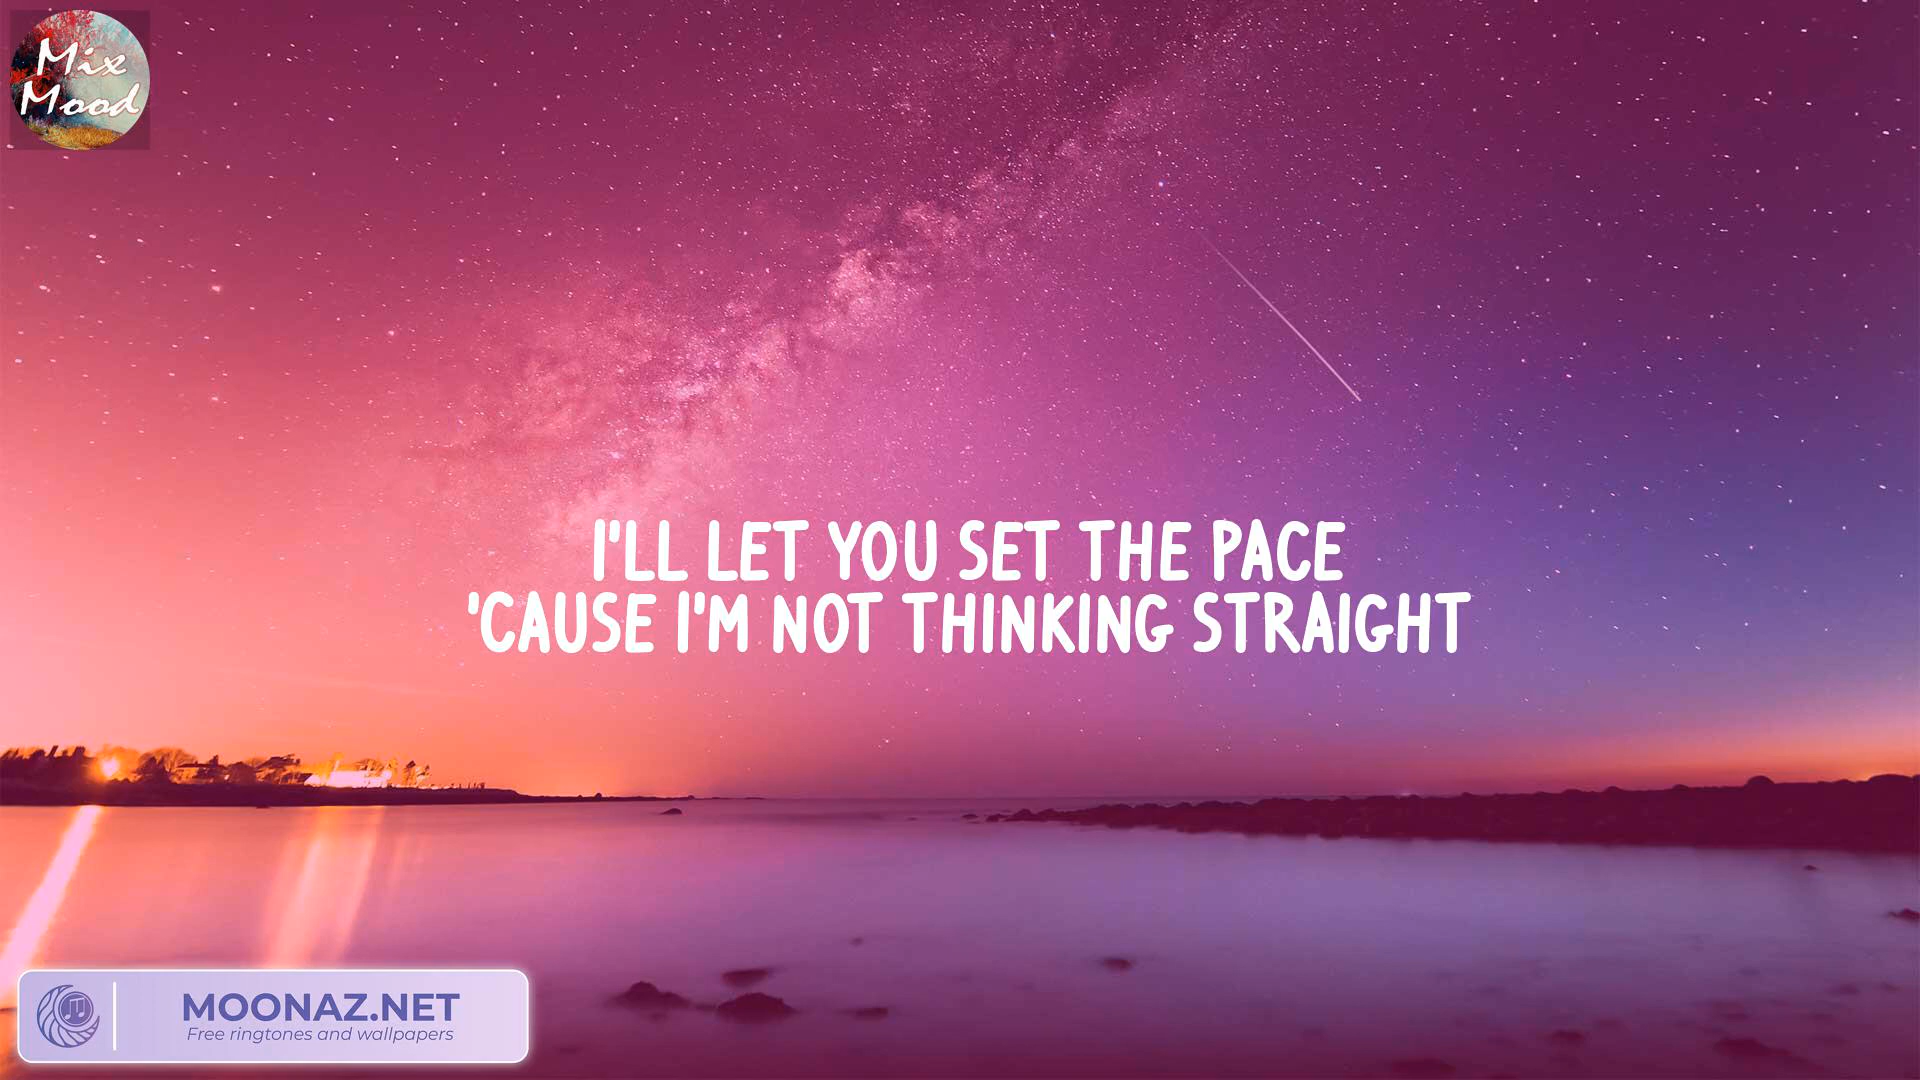 Mix
Mood
I'LL LET YOU SET THE PACE
'CAUSE I'M NOT THINKING STRAIGHT
MOONAZ.NET
Free ringtones and wallpapers